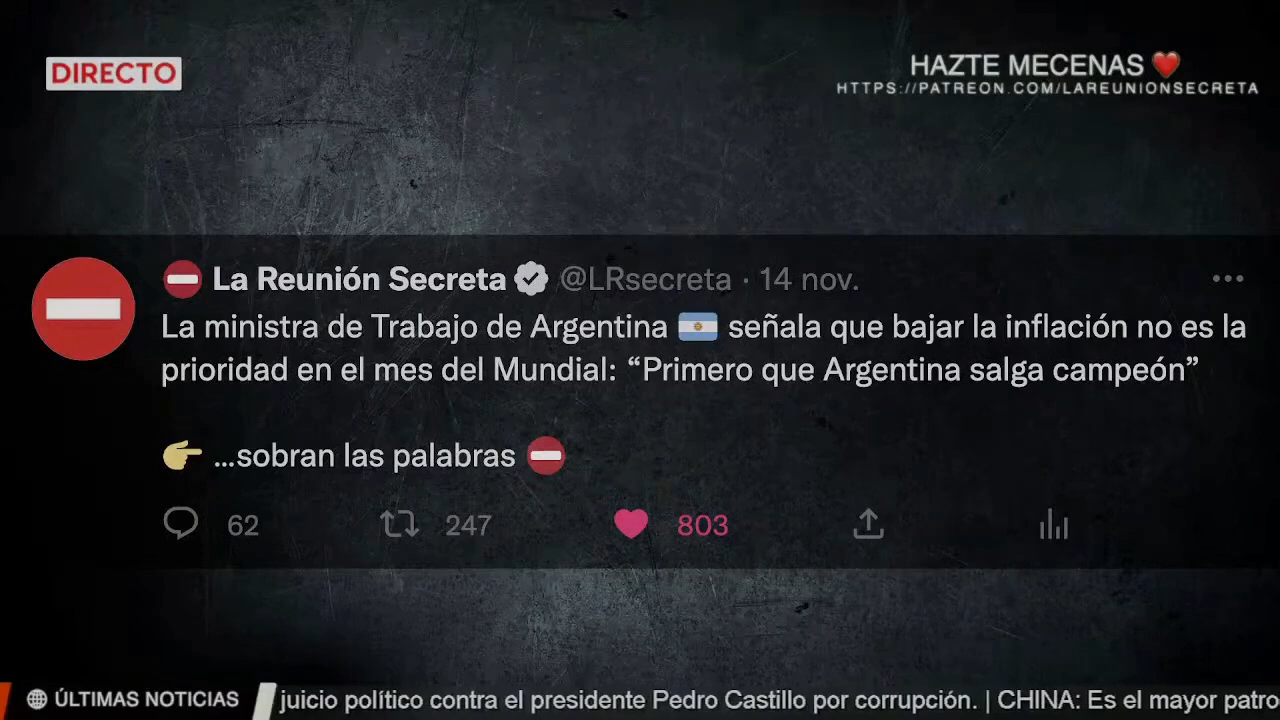 DIRECTO
HAZTE MECENAS ❤️
HTTPS://PATREON.COM/LAREUNIONSECRETA
⛔ La Reunión Secreta @LRsecreta · 14 nov.
La ministra de Trabajo de Argentina 🇦🇷 señala que bajar la inflación no es la
prioridad en el mes del Mundial: “Primero que Argentina salga campeón”
👉 ...sobran las palabras ⛔
62 247 803
ÚLTIMAS NOTICIAS juicio político contra el presidente Pedro Castillo por corrupción. | CHINA: Es el mayor patro